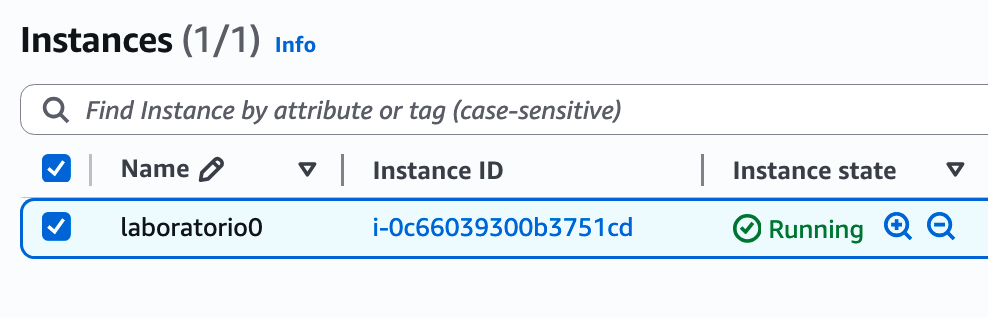 Instances (1/1) Info
Find Instance by attribute or tag (case-sensitive)
Name Instance ID Instance state
laboratorio0 i-0c66039300b3751cd Running